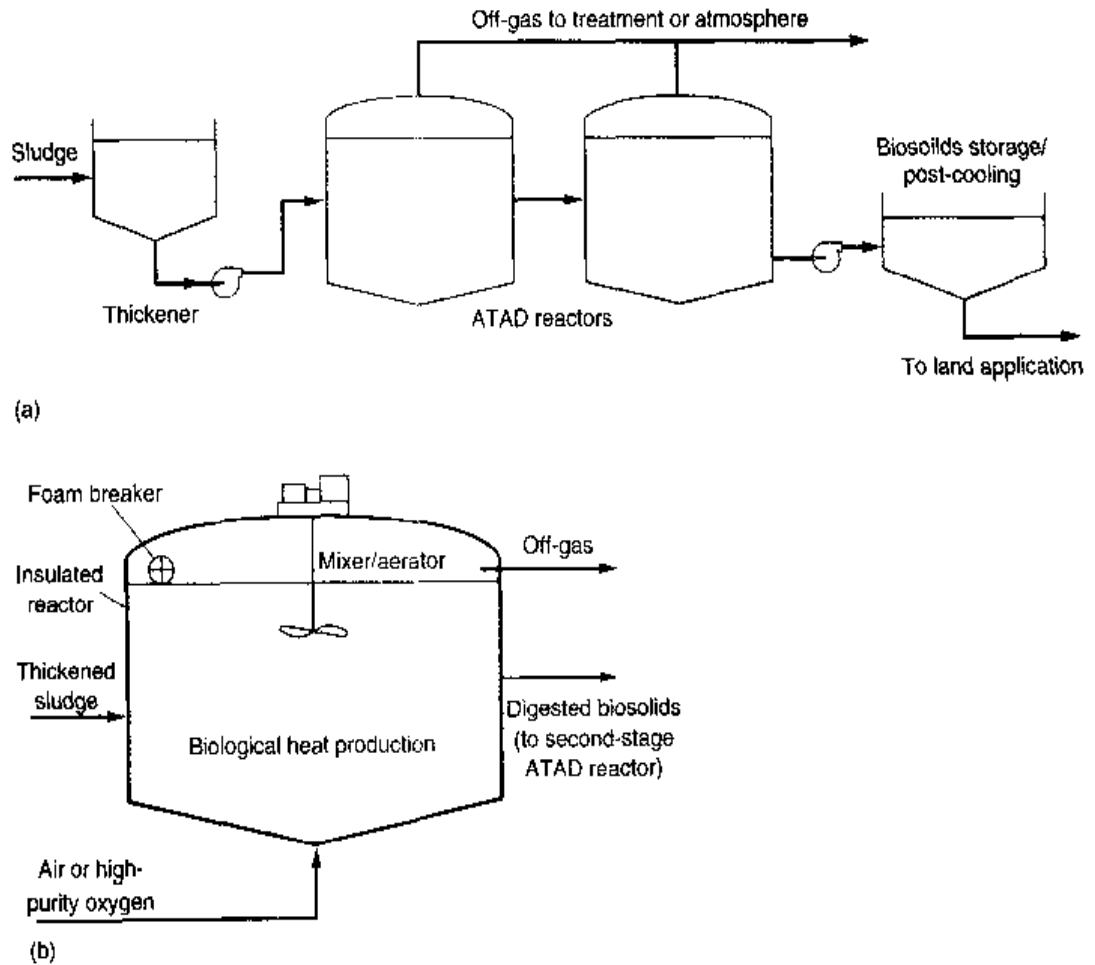 Off-gas to treatment or atmosphere
Sludge
Biosoilds storage/
post-cooling
Thickener
ATAD reactors
To land application
(a)
Foam breaker
Mixer/aerator
Off-gas
Insulated
reactor
Thickened
sludge
Digested biosolids
(to second-stage
ATAD reactor)
Biological heat production
Air or high-
purity oxygen
(b)